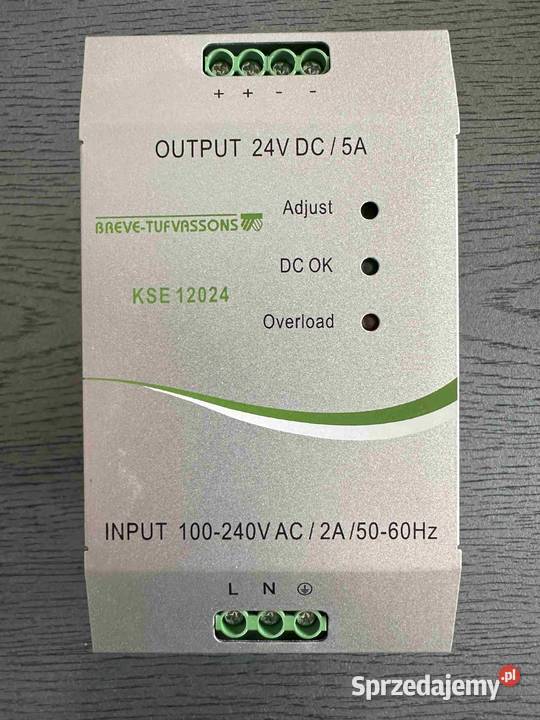 + + - -
OUTPUT 24V DC / 5A
Adjust
BREVE-TUFVASSONS
DC OK
KSE 12024
Overload
INPUT 100-240V AC / 2A /50-60Hz
L N ⏚
Sprzedajemy.pl